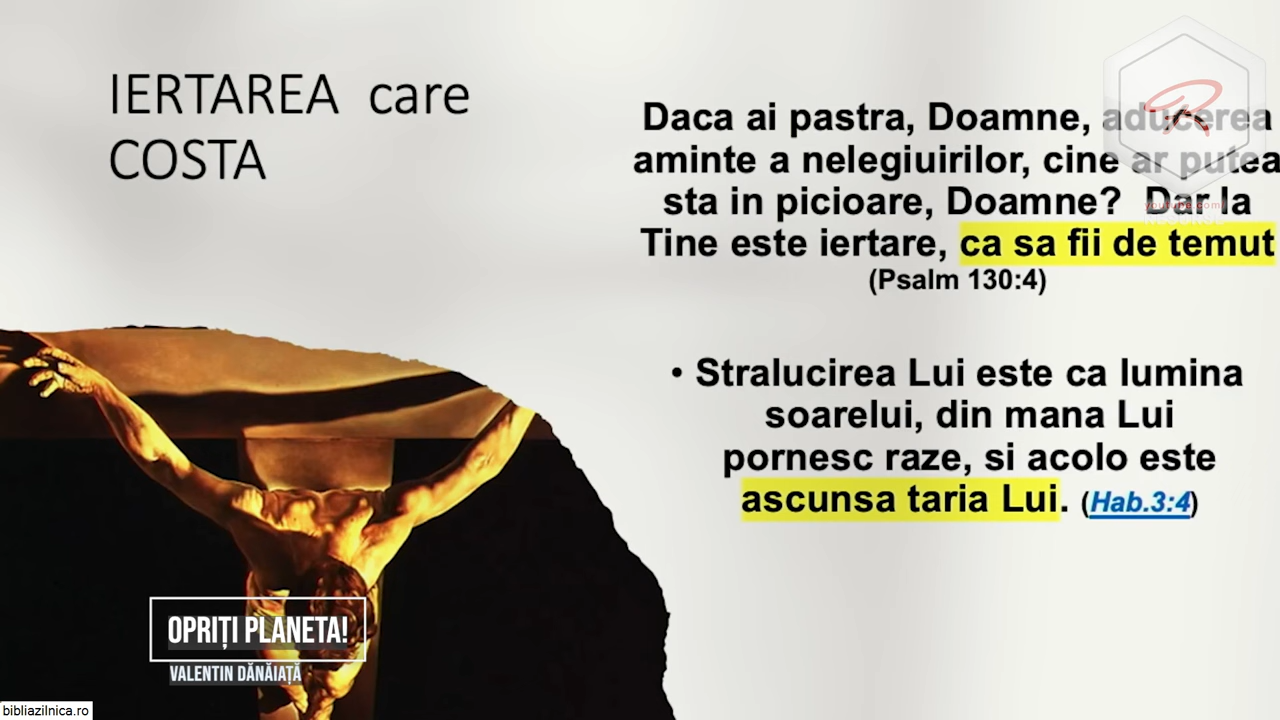 IERTAREA care
COSTA
Daca ai pastra, Doamne, aducerea
aminte a nelegiuirilor, cine ar putea
sta in picioare, Doamne? Dar la
Tine este iertare, ca sa fii de temut
(Psalm 130:4)
• Stralucirea Lui este ca lumina
soarelui, din mana Lui
pornesc raze, si acolo este
ascunsa taria Lui. (Hab.3:4)
OPRIȚI PLANETA!
VALENTIN DĂNĂIAȚĂ
bibliazilnica.ro
youtube.com/